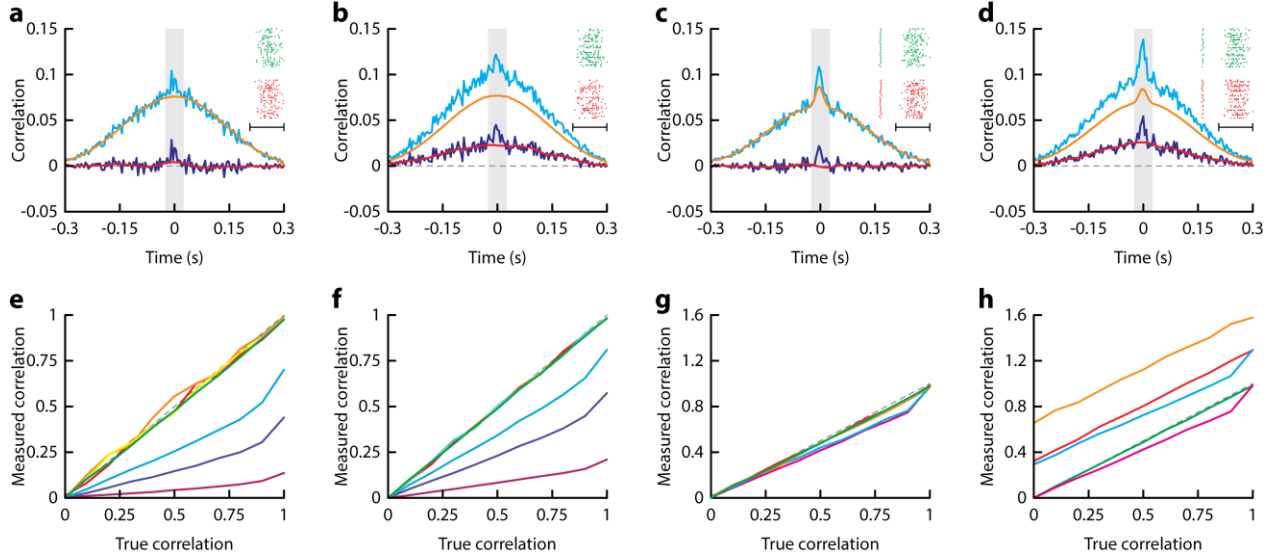 a b c d
Correlation
0.15 0.1 0.05 0 -0.05
-0.3 -0.15 0 0.15 0.3
Time (s)
0.15 0.1 0.05 0 -0.05
-0.3 -0.15 0 0.15 0.3
Time (s)
0.15 0.1 0.05 0 -0.05
-0.3 -0.15 0 0.15 0.3
Time (s)
0.15 0.1 0.05 0 -0.05
-0.3 -0.15 0 0.15 0.3
Time (s)
e f g h
Measured correlation
1 0.75 0.5 0.25 0
0 0.25 0.5 0.75 1
True correlation
Measured correlation
1 0.75 0.5 0.25 0
0 0.25 0.5 0.75 1
True correlation
Measured correlation
1.6 1.2 0.8 0.4 0
0 0.25 0.5 0.75 1
True correlation
Measured correlation
1.6 1.2 0.8 0.4 0
0 0.25 0.5 0.75 1
True correlation